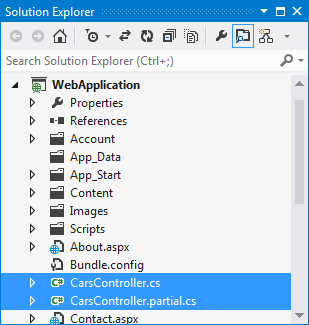 Solution Explorer
Search Solution Explorer (Ctrl+;)
WebApplication
Properties
References
Account
App_Data
App_Start
Content
Images
Scripts
About.aspx
Bundle.config
C# CarsController.cs
C# CarsController.partial.cs
Contact.aspx